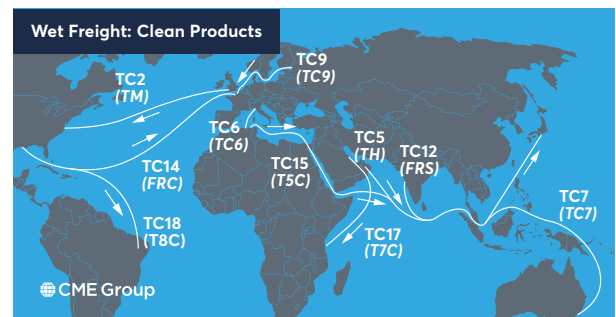 Wet Freight: Clean Products
TC2
(TM)
TC9
(TC9)
TC6
(TC6)
TC5
(TH)
TC12
(FRS)
TC14
(FRC)
TC15
(T5C)
TC7
(TC7)
TC18
(T8C)
TC17
(T7C)
CME Group